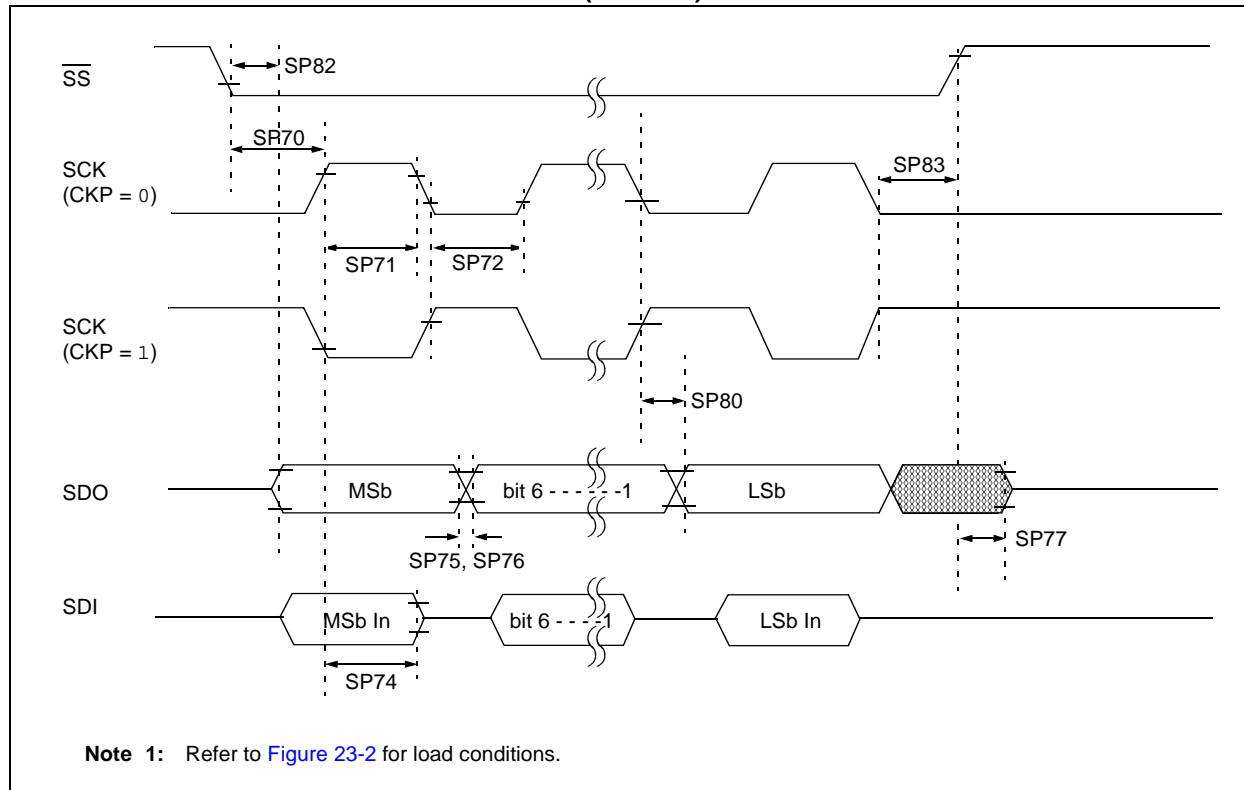 SS
SP82
SP70
SCK
(CKP = 0)
SP83
SP71
SP72
SCK
(CKP = 1)
SP80
SDO
MSb
bit 6 - - - - - - -1
LSb
SP77
SP75, SP76
SDI
MSb In
bit 6 - - - -1
LSb In
SP74
Note 1: Refer to Figure 23-2 for load conditions.